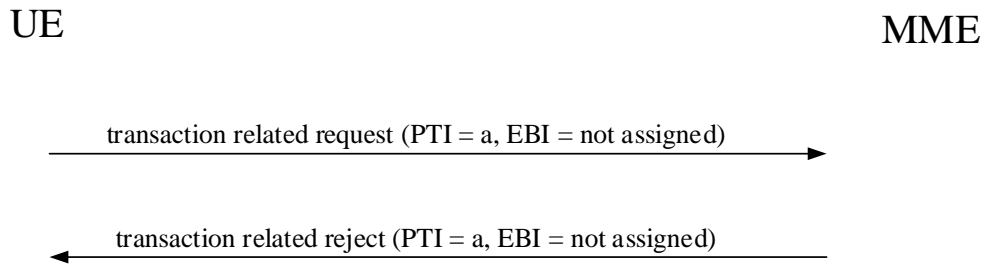 UE
MME
transaction related request (PTI = a, EBI = not assigned)
transaction related reject (PTI = a, EBI = not assigned)